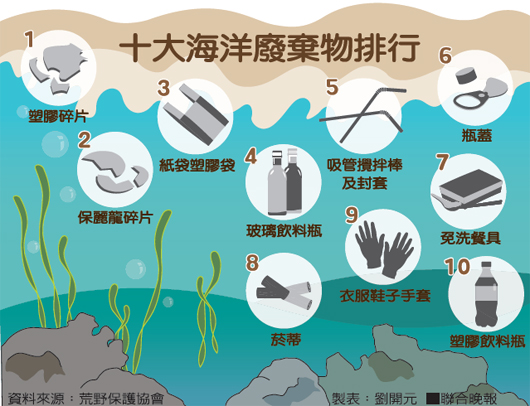 十大海洋廢棄物排行
1
塑膠碎片
2
保麗龍碎片
3
紙袋塑膠袋
4
玻璃飲料瓶
5
吸管攪拌棒
及封套
6
瓶蓋
7
免洗餐具
8
菸蒂
9
衣服鞋子手套
10
塑膠飲料瓶
資料來源：荒野保護協會
製表：劉開元 ■聯合晚報